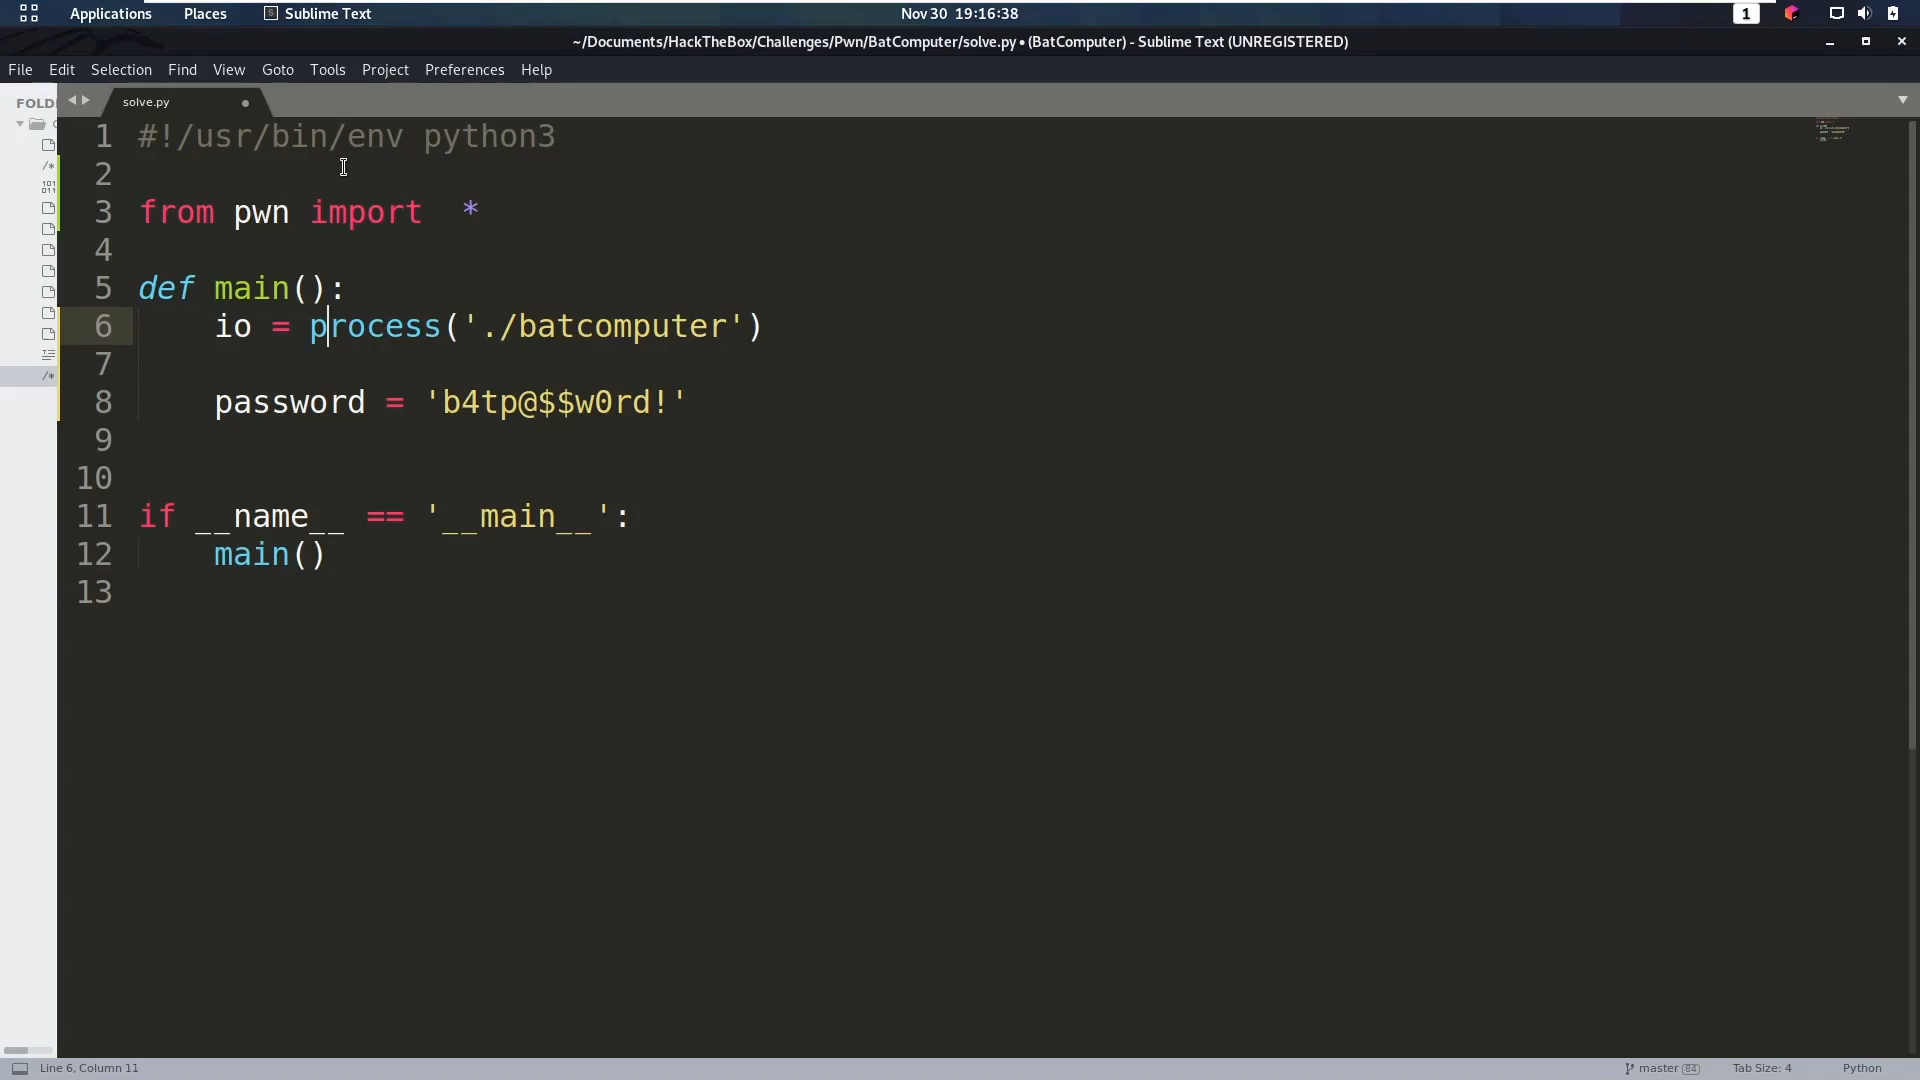 Applications Places Sublime Text Nov 30 19:16:38 1
~/Documents/HackTheBox/Challenges/Pwn/BatComputer/solve.py • (BatComputer) - Sublime Text (UNREGISTERED)
File Edit Selection Find View Goto Tools Project Preferences Help
FOLD
solve.py
1 #!/usr/bin/env python3
2
3 from pwn import  *
4
5 def main():
6     io = process('./batcomputer')
7
8     password = 'b4tp@$$w0rd!'
9
10
11 if __name__ == '__main__':
12     main()
13
Line 6, Column 11 master 84 Tab Size: 4 Python